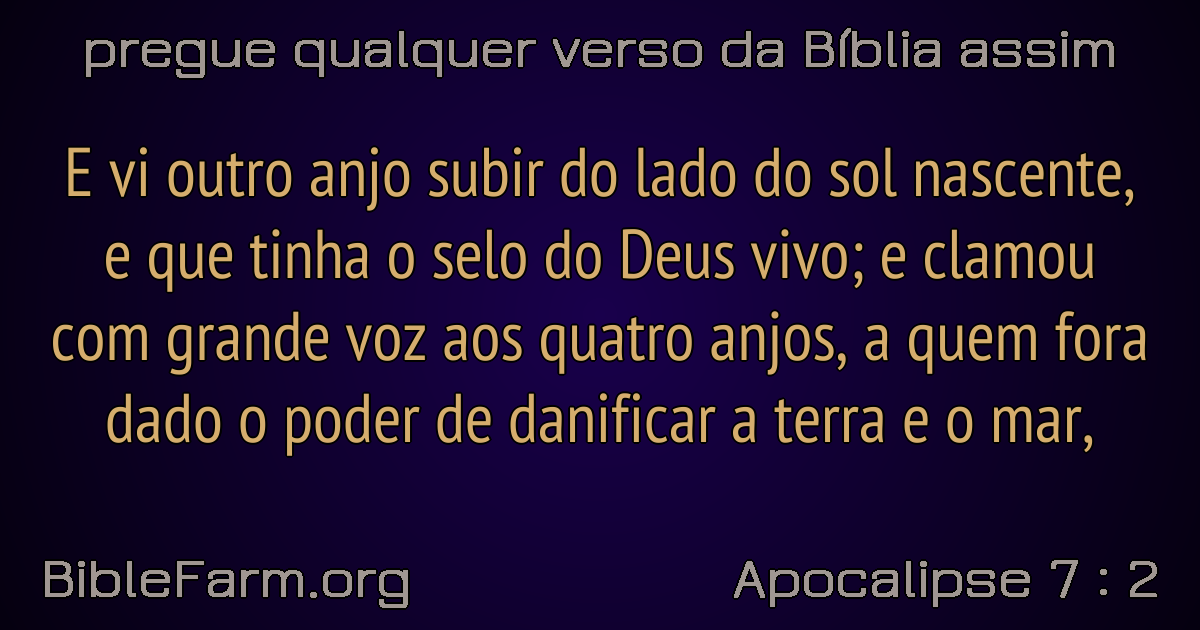 pregue qualquer verso da Bíblia assim
E vi outro anjo subir do lado do sol nascente,
e que tinha o selo do Deus vivo; e clamou
com grande voz aos quatro anjos, a quem fora
dado o poder de danificar a terra e o mar,
BibleFarm.org
Apocalipse 7 : 2